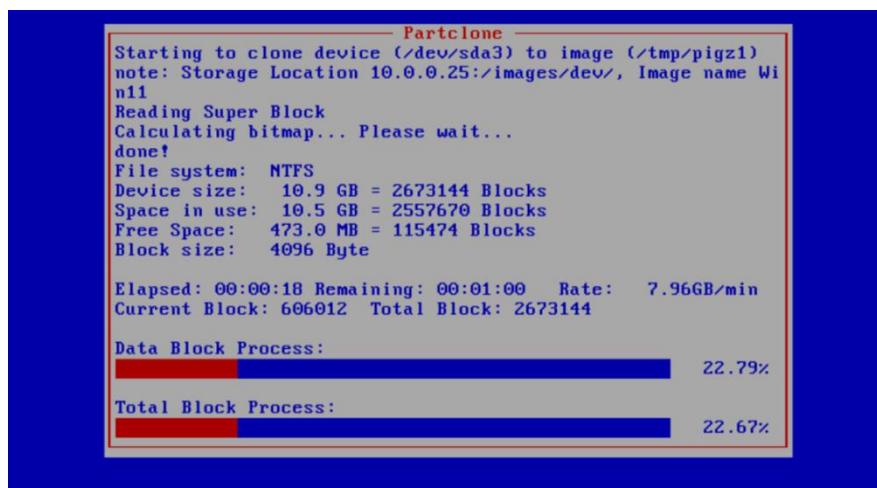 Partclone
Starting to clone device (/dev/sda3) to image (/tmp/pigz1)
note: Storage Location 10.0.0.25:/images/dev/, Image name Wi
n11
Reading Super Block
Calculating bitmap... Please wait...
done!
File system:  NTFS
Device size:   10.9 GB = 2673144 Blocks
Space in use:  10.5 GB = 2557670 Blocks
Free Space:   473.0 MB = 115474 Blocks
Block size:   4096 Byte
Elapsed: 00:00:18 Remaining: 00:01:00   Rate:   7.96GB/min
Current Block: 606012  Total Block: 2673144
Data Block Process:
22.79%
Total Block Process:
22.67%